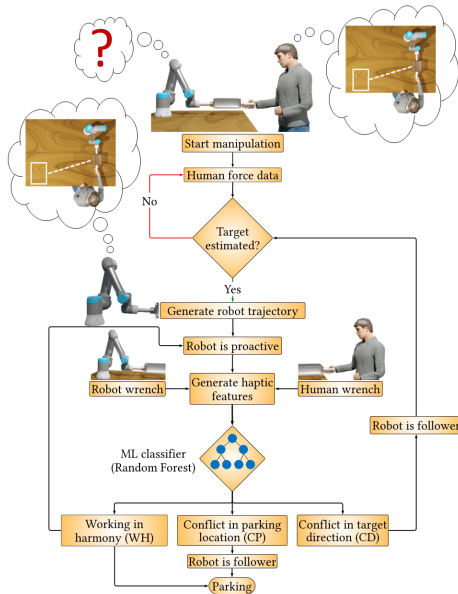 ?
Start manipulation
Human force data
No
Target
estimated?
Yes
Generate robot trajectory
Robot is proactive
Robot wrench
Generate haptic
features
Human wrench
Robot is follower
ML classifier
(Random Forest)
Working in
harmony (WH)
Conflict in parking
location (CP)
Conflict in target
direction (CD)
Robot is follower
Parking